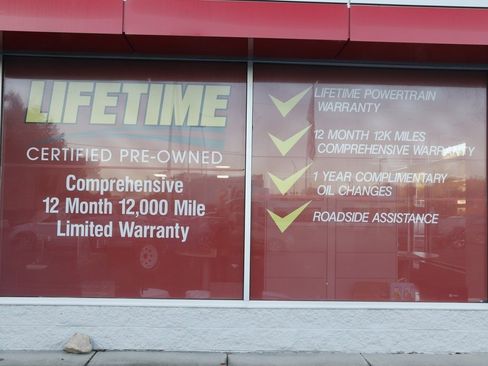 LIFETIME
CERTIFIED PRE-OWNED
Comprehensive
12 Month 12,000 Mile
Limited Warranty
LIFETIME POWERTRAIN
WARRANTY
12 MONTH 12K MILES
COMPREHENSIVE WARRANTY
1 YEAR COMPLIMENTARY
OIL CHANGES
ROADSIDE ASSISTANCE